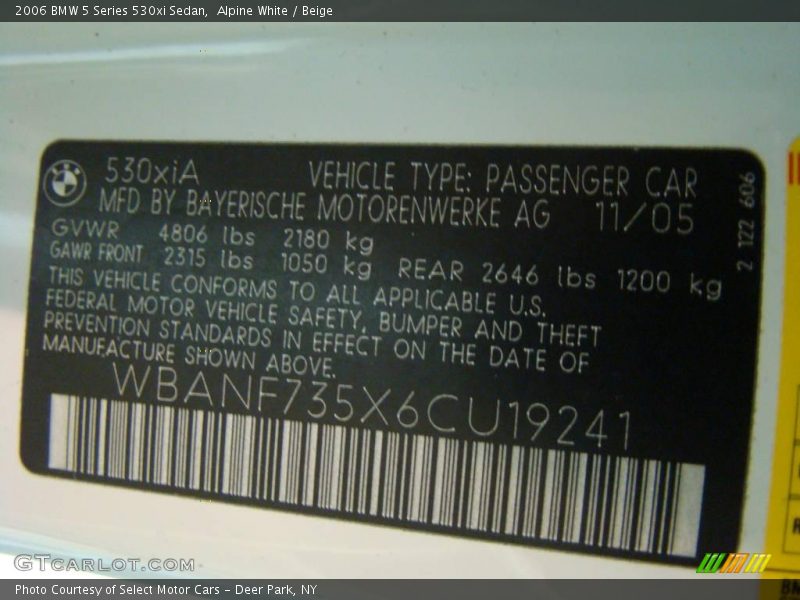 2006 BMW 5 Series 530xi Sedan,  Alpine White / Beige
530xiA VEHICLE TYPE: PASSENGER CAR
MFD BY BAYERISCHE MOTORENWERKE AG 11/05
GVWR 4806 lbs 2180 kg
GAWR FRONT 2315 lbs 1050 kg REAR 2646 lbs 1200 kg
THIS VEHICLE CONFORMS TO ALL APPLICABLE U.S.
FEDERAL MOTOR VEHICLE SAFETY, BUMPER AND THEFT
PREVENTION STANDARDS IN EFFECT ON THE DATE OF
MANUFACTURE SHOWN ABOVE.
WBANF735X6CU19241
2 122 606
GTCARLOT.COM
Photo Courtesy of Select Motor Cars – Deer Park, NY